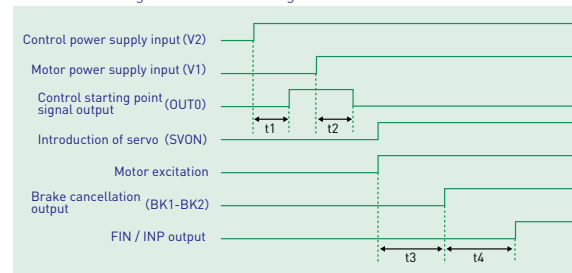 Control power supply input (V2)
Motor power supply input (V1)
Control starting point
signal output (OUT0)
t1 t2
Introduction of servo (SVON)
Motor excitation
Brake cancellation
output (BK1-BK2)
FIN / INP output
t3 t4